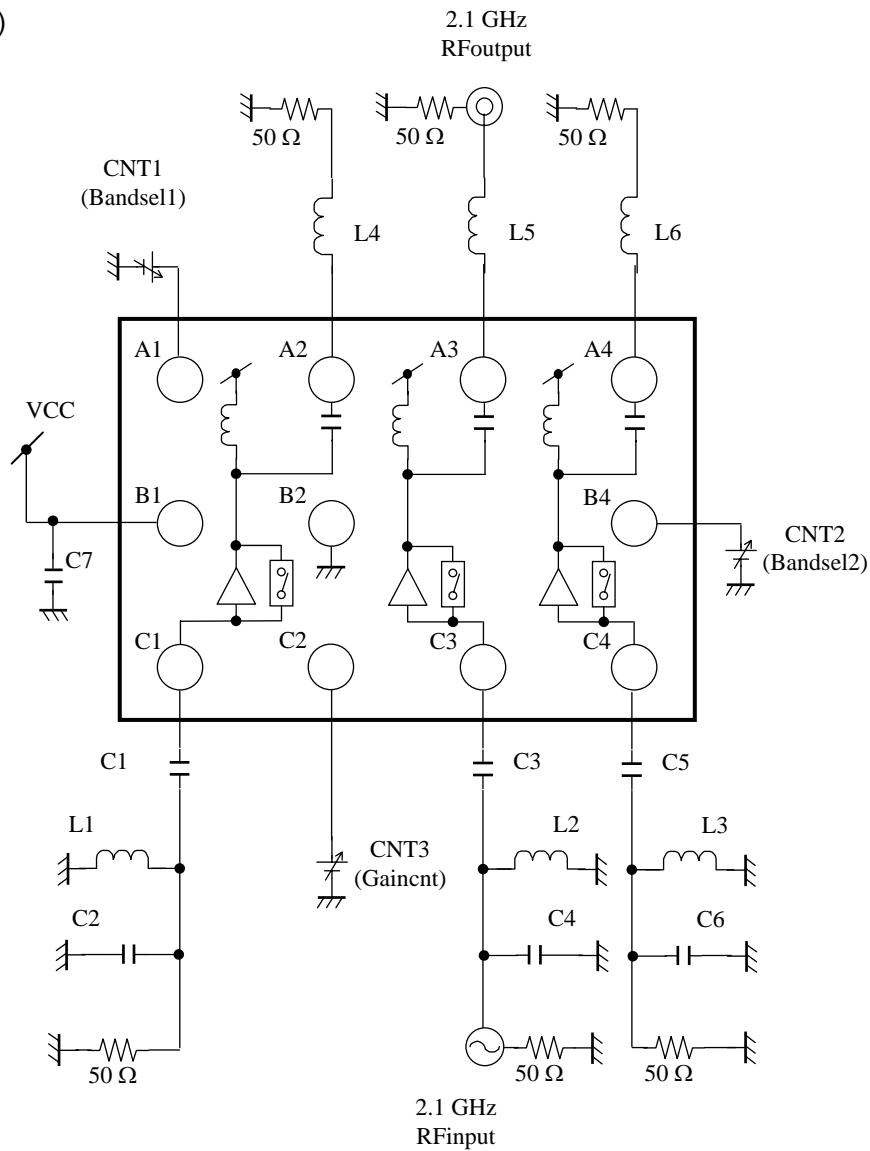 )
2.1 GHz
RFoutput
50 Ω
50 Ω
50 Ω
CNT1
(Bandsel1)
L4
L5
L6
A1
A2
A3
A4
VCC
B1
B2
B4
C7
CNT2
(Bandsel2)
C1
C2
C3
C4
C1
C3
C5
L1
L2
L3
CNT3
(Gaincnt)
C2
C4
C6
50 Ω
50 Ω
50 Ω
2.1 GHz
RFinput